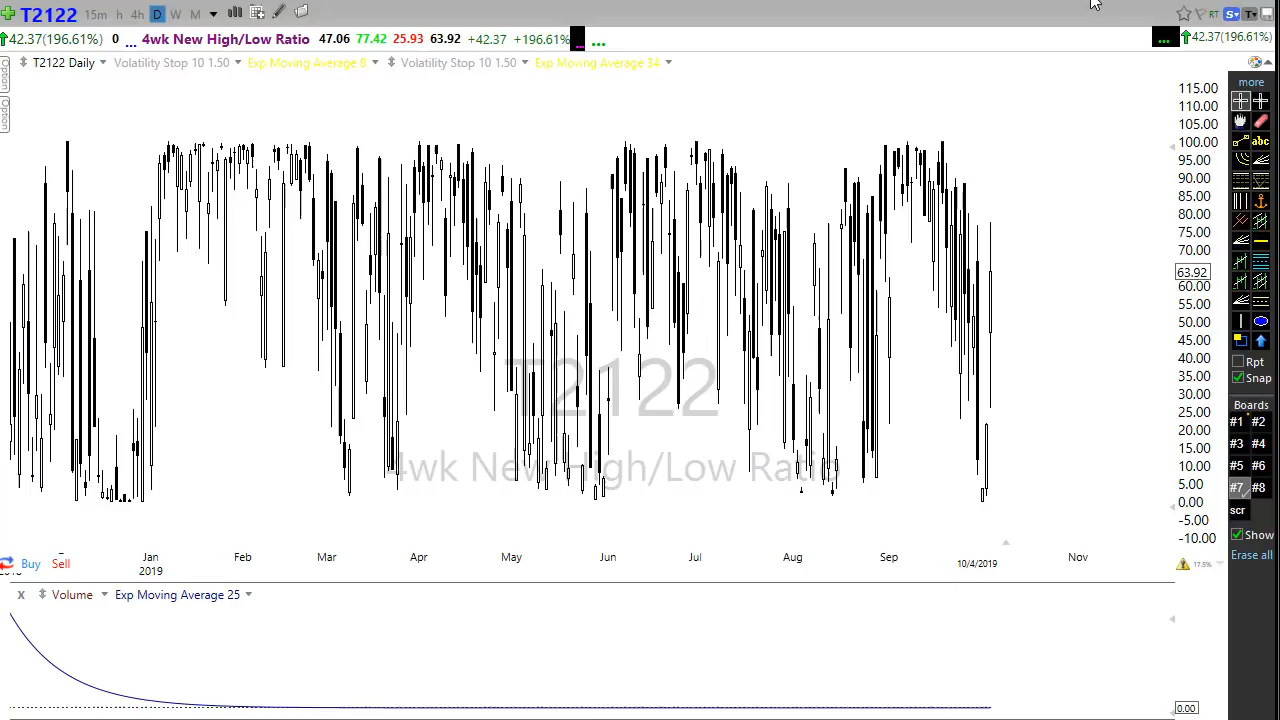 T2122 15m h 4h D W M RT S T
42.37(196.61%) 0 ... 4wk New High/Low Ratio 47.06 77.42 25.93 63.92 +42.37 +196.61% ... ... ... 42.37(196.61%)
T2122 Daily Volatility Stop 10 1.50 Exp Moving Average 8 Volatility Stop 10 1.50 Exp Moving Average 34
Option
Option
more
abc
115.00
110.00
105.00
100.00
95.00
90.00
85.00
80.00
75.00
70.00
63.92
60.00
55.00
50.00
45.00
40.00
35.00
30.00
25.00
20.00
15.00
10.00
5.00
0.00
-5.00
-10.00
T2122
4wk New High/Low Ratio
Rpt
Snap
Boards
#1 #2
#3 #4
#5 #6
#7 #8
scr
Show
Erase all
Buy Sell
Jan Feb Mar Apr May Jun Jul Aug Sep 10/4/2019 Nov
2019
17.5%
x Volume Exp Moving Average 25
0.00